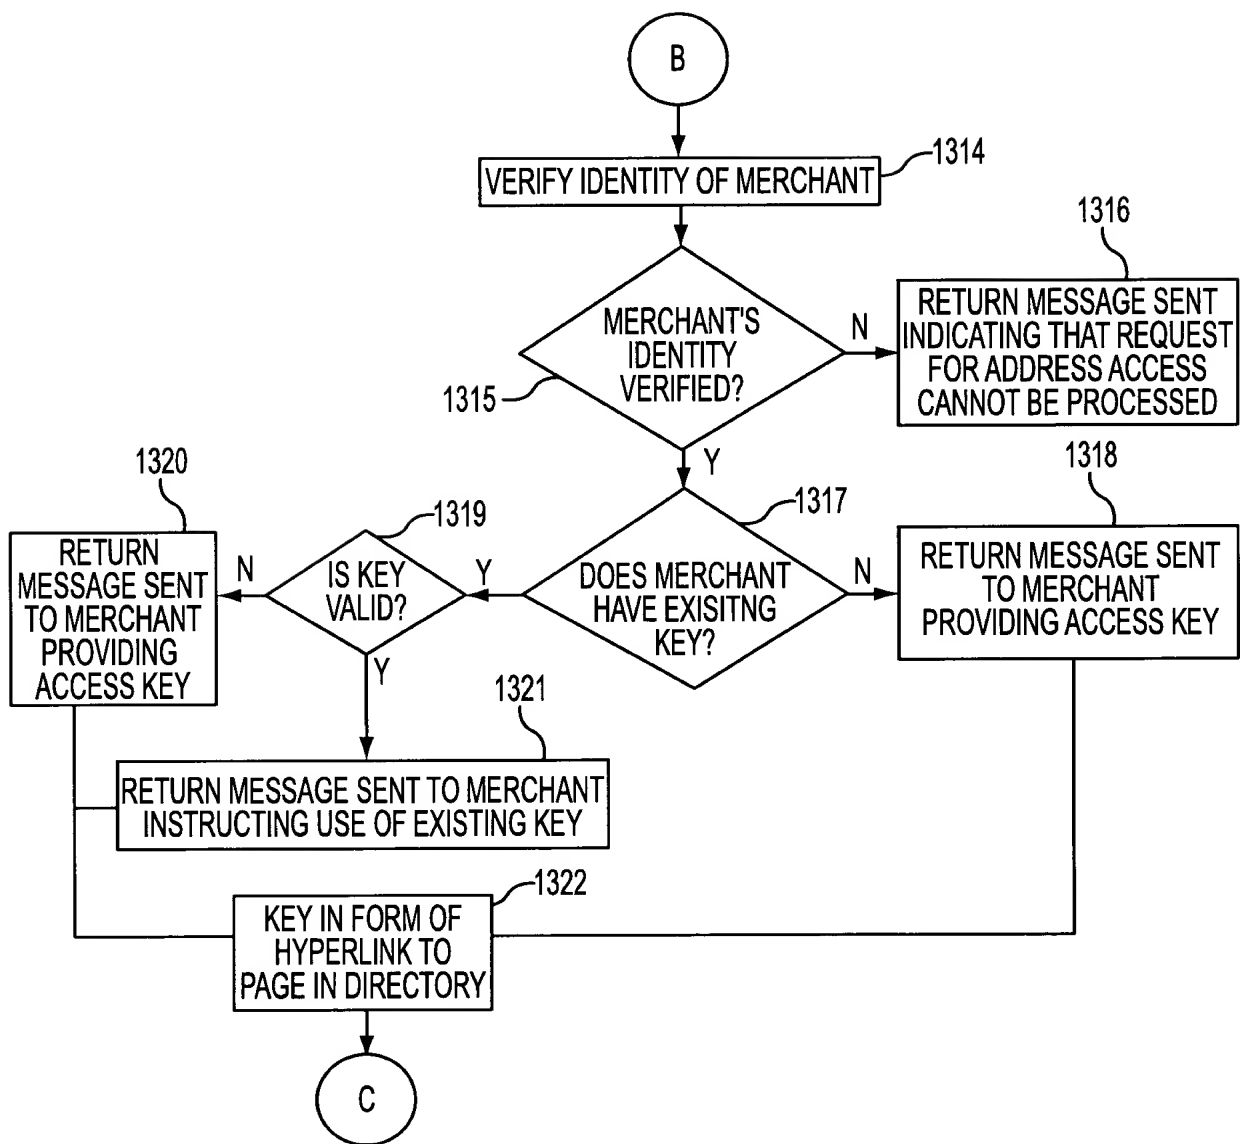 B
1314
VERIFY IDENTITY OF MERCHANT
1316
RETURN MESSAGE SENT
INDICATING THAT REQUEST
FOR ADDRESS ACCESS
CANNOT BE PROCESSED
MERCHANT'S
IDENTITY
VERIFIED?
N
1315
Y
1320
1319
1317
1318
RETURN
MESSAGE SENT
TO MERCHANT
PROVIDING
ACCESS KEY
N
IS KEY
VALID?
Y
DOES MERCHANT
HAVE EXISITNG
KEY?
N
RETURN MESSAGE SENT
TO MERCHANT
PROVIDING ACCESS KEY
Y
1321
RETURN MESSAGE SENT TO MERCHANT
INSTRUCTING USE OF EXISTING KEY
1322
KEY IN FORM OF
HYPERLINK TO
PAGE IN DIRECTORY
C